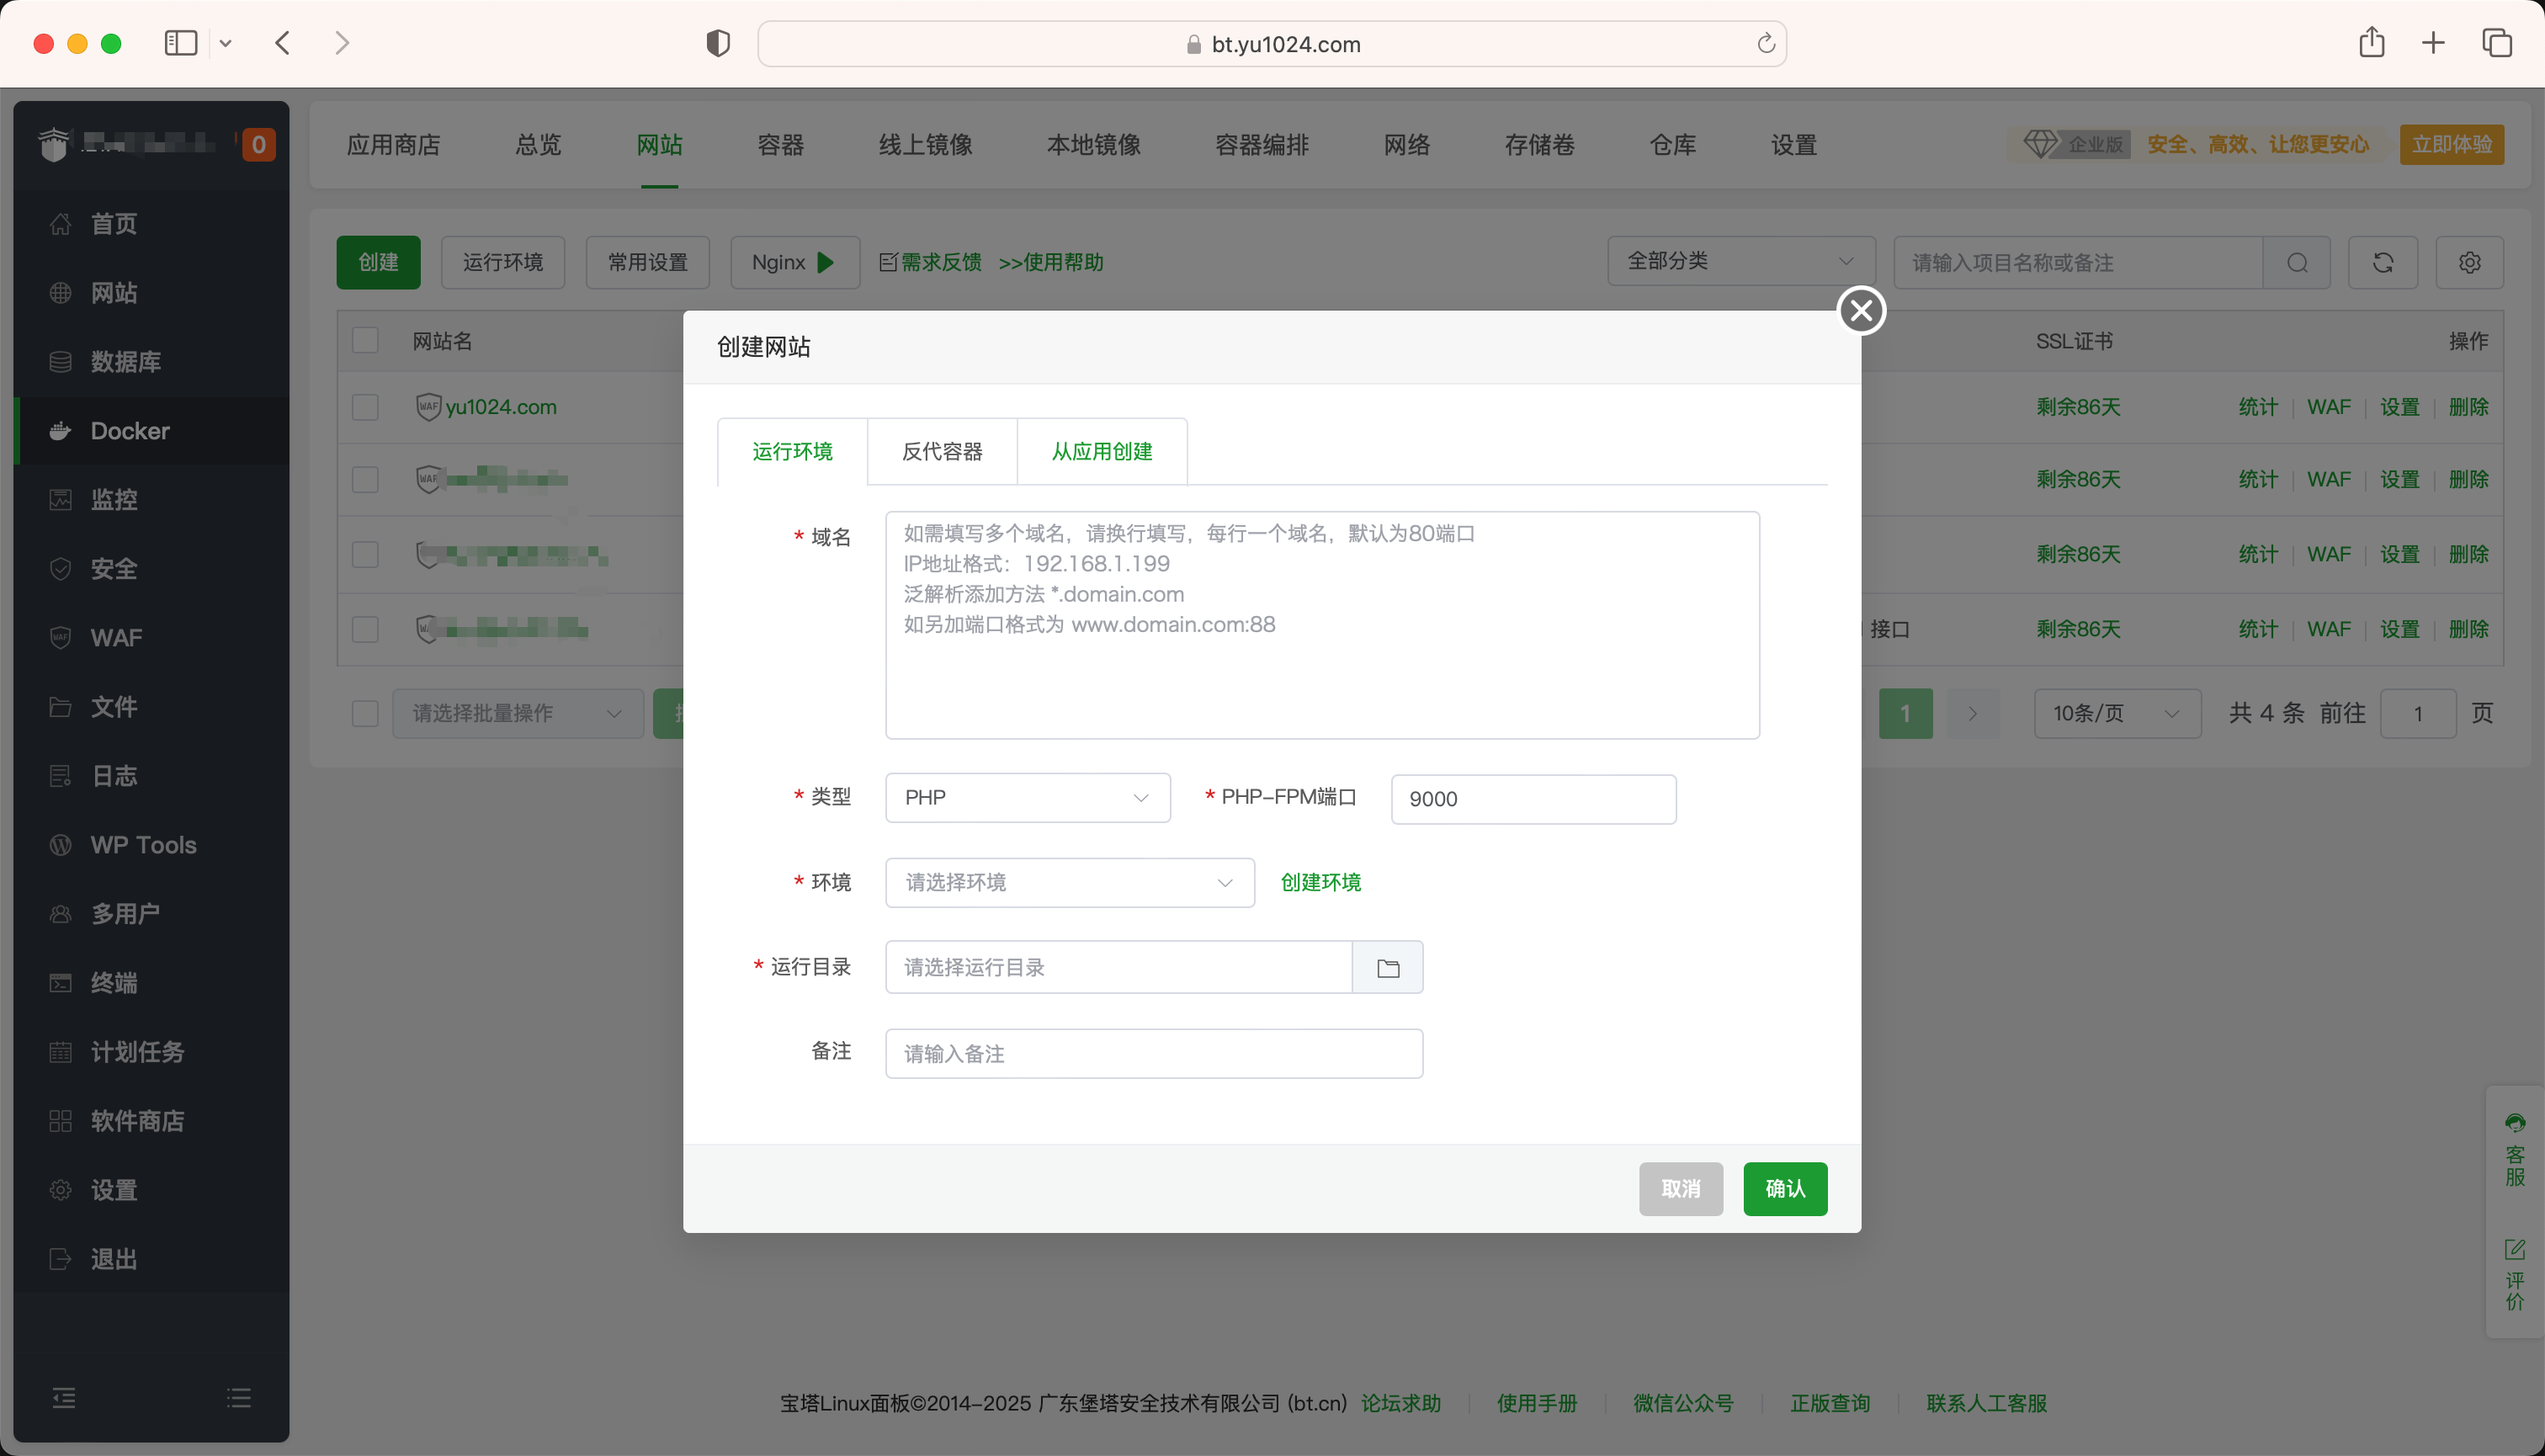 bt.yu1024.com
0
应用商店 总览 网站 容器 线上镜像 本地镜像 容器编排 网络 存储卷 仓库 设置
企业版 安全、高效、让您更安心 立即体验
首页
网站
数据库
Docker
监控
安全
WAF
文件
日志
WP Tools
多用户
终端
计划任务
软件商店
设置
退出
创建 运行环境 常用设置 Nginx 需求反馈 >>使用帮助
全部分类 请输入项目名称或备注
网站名 SSL证书 操作
WAF yu1024.com 剩余86天 统计 WAF 设置 删除
剩余86天 统计 WAF 设置 删除
剩余86天 统计 WAF 设置 删除
接口 剩余86天 统计 WAF 设置 删除
请选择批量操作
1 10条/页 共 4 条 前往 1 页
创建网站
运行环境 反代容器 从应用创建
* 域名
如需填写多个域名，请换行填写，每行一个域名，默认为80端口
IP地址格式：192.168.1.199
泛解析添加方法 *.domain.com
如另加端口格式为 www.domain.com:88
* 类型 PHP * PHP-FPM端口 9000
* 环境 请选择环境 创建环境
* 运行目录 请选择运行目录
备注 请输入备注
取消 确认
客服
评价
宝塔Linux面板©2014-2025 广东堡塔安全技术有限公司 (bt.cn) 论坛求助 使用手册 微信公众号 正版查询 联系人工客服